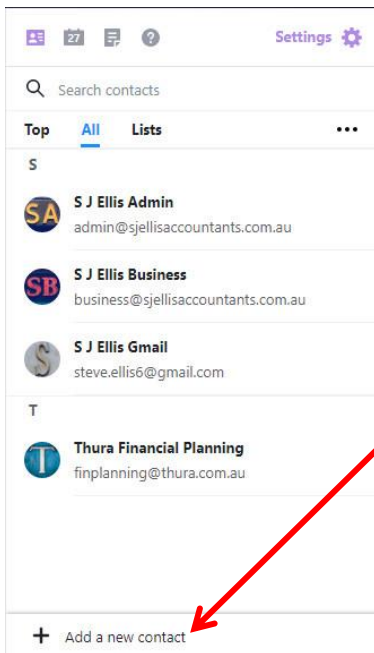 27
?
Settings
Search contacts
Top All Lists
S
SA
S J Ellis Admin
admin@sjellisaccountants.com.au
SB
S J Ellis Business
business@sjellisaccountants.com.au
S
S J Ellis Gmail
steve.ellis6@gmail.com
T
T
Thura Financial Planning
finplanning@thura.com.au
+ Add a new contact